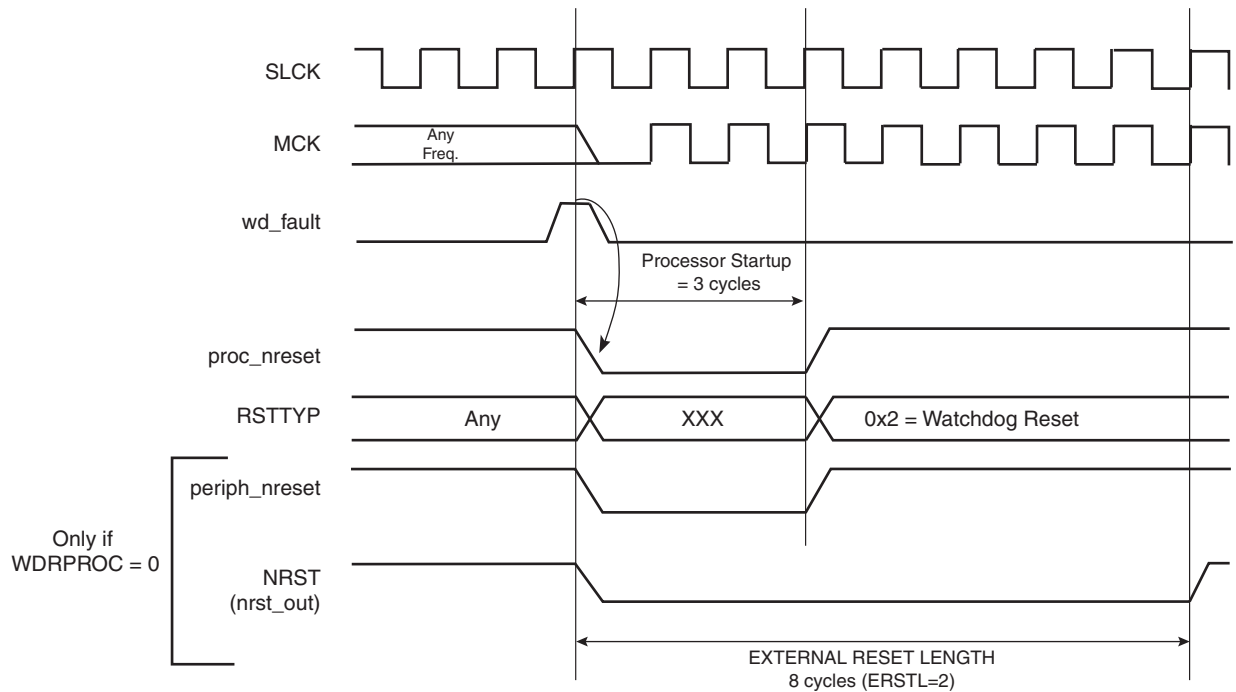 SLCK
MCK
Any
Freq.
wd_fault
Processor Startup
= 3 cycles
proc_nreset
RSTTYP
Any
XXX
0x2 = Watchdog Reset
periph_nreset
Only if
WDRPROC = 0
NRST
(nrst_out)
EXTERNAL RESET LENGTH
8 cycles (ERSTL=2)